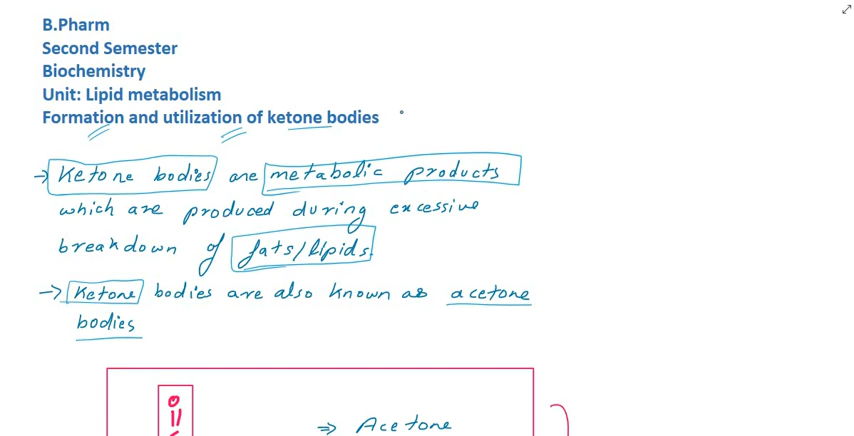 B.Pharm
Second Semester
Biochemistry
Unit: Lipid metabolism
Formation and utilization of ketone bodies
→ Ketone bodies are metabolic products
which are produced during excessive
breakdown of fats/lipids.
→ Ketone bodies are also known as acetone
bodies
O
||
⇒ Acetone